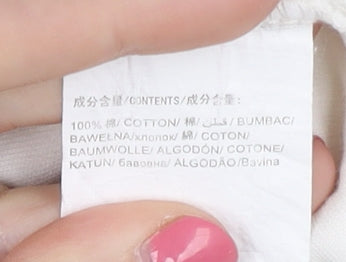 成分含量/CONTENTS/成分含量:
100% 棉/ COTTON/ 棉/ قطن/ BUMBAC/
BAWEŁNA/хлопок/ 綿/ COTON/
BAUMWOLLE/ ALGODÓN/ COTONE/
KATUN/ бавовна/ ALGODÃO/Bavlna